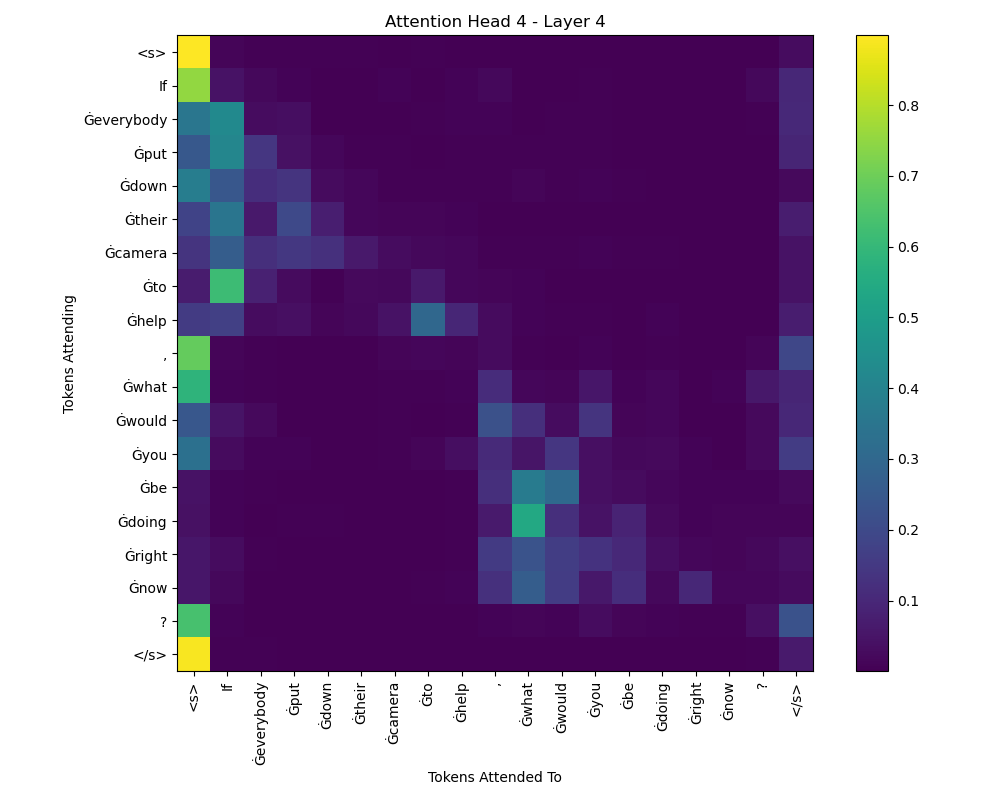 Attention Head 4 - Layer 4
<s>
If
Ġeverybody
Ġput
Ġdown
Ġtheir
Ġcamera
Ġto
Ġhelp
,
Ġwhat
Ġwould
Ġyou
Ġbe
Ġdoing
Ġright
Ġnow
?
</s>
Tokens Attending
<s>
If
Ġeverybody
Ġput
Ġdown
Ġtheir
Ġcamera
Ġto
Ġhelp
,
Ġwhat
Ġwould
Ġyou
Ġbe
Ġdoing
Ġright
Ġnow
?
</s>
Tokens Attended To
0.8
0.7
0.6
0.5
0.4
0.3
0.2
0.1